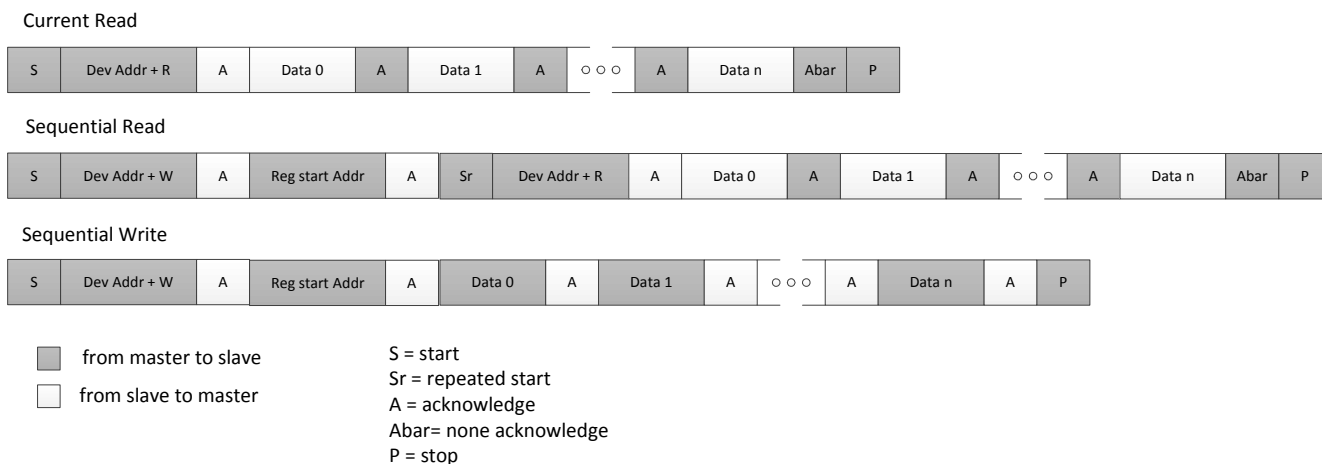 Current Read
S Dev Addr + R A Data 0 A Data 1 A ○ ○ ○ A Data n Abar P
Sequential Read
S Dev Addr + W A Reg start Addr A Sr Dev Addr + R A Data 0 A Data 1 A ○ ○ ○ A Data n Abar P
Sequential Write
S Dev Addr + W A Reg start Addr A Data 0 A Data 1 A ○ ○ ○ A Data n A P
from master to slave
from slave to master
S = start
Sr = repeated start
A = acknowledge
Abar= none acknowledge
P = stop